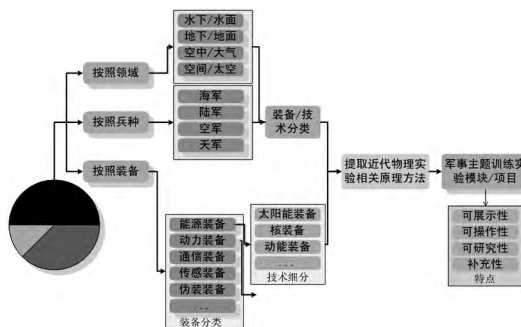 按照领域
按照兵种
按照装备
水下/水面
地下/地面
空中/大气
空间/太空
海军
陆军
空军
天军
装备/技
术分类
能源装备
动力装备
通信装备
传感装备
伪装装备
...
装备分类
太阳能装备
核装备
动能装备
...
技术细分
提取近代物理实
验相关原理方法
军事主题训练实
验模块/项目
可展示性
可操作性
可研究性
补充性
特点